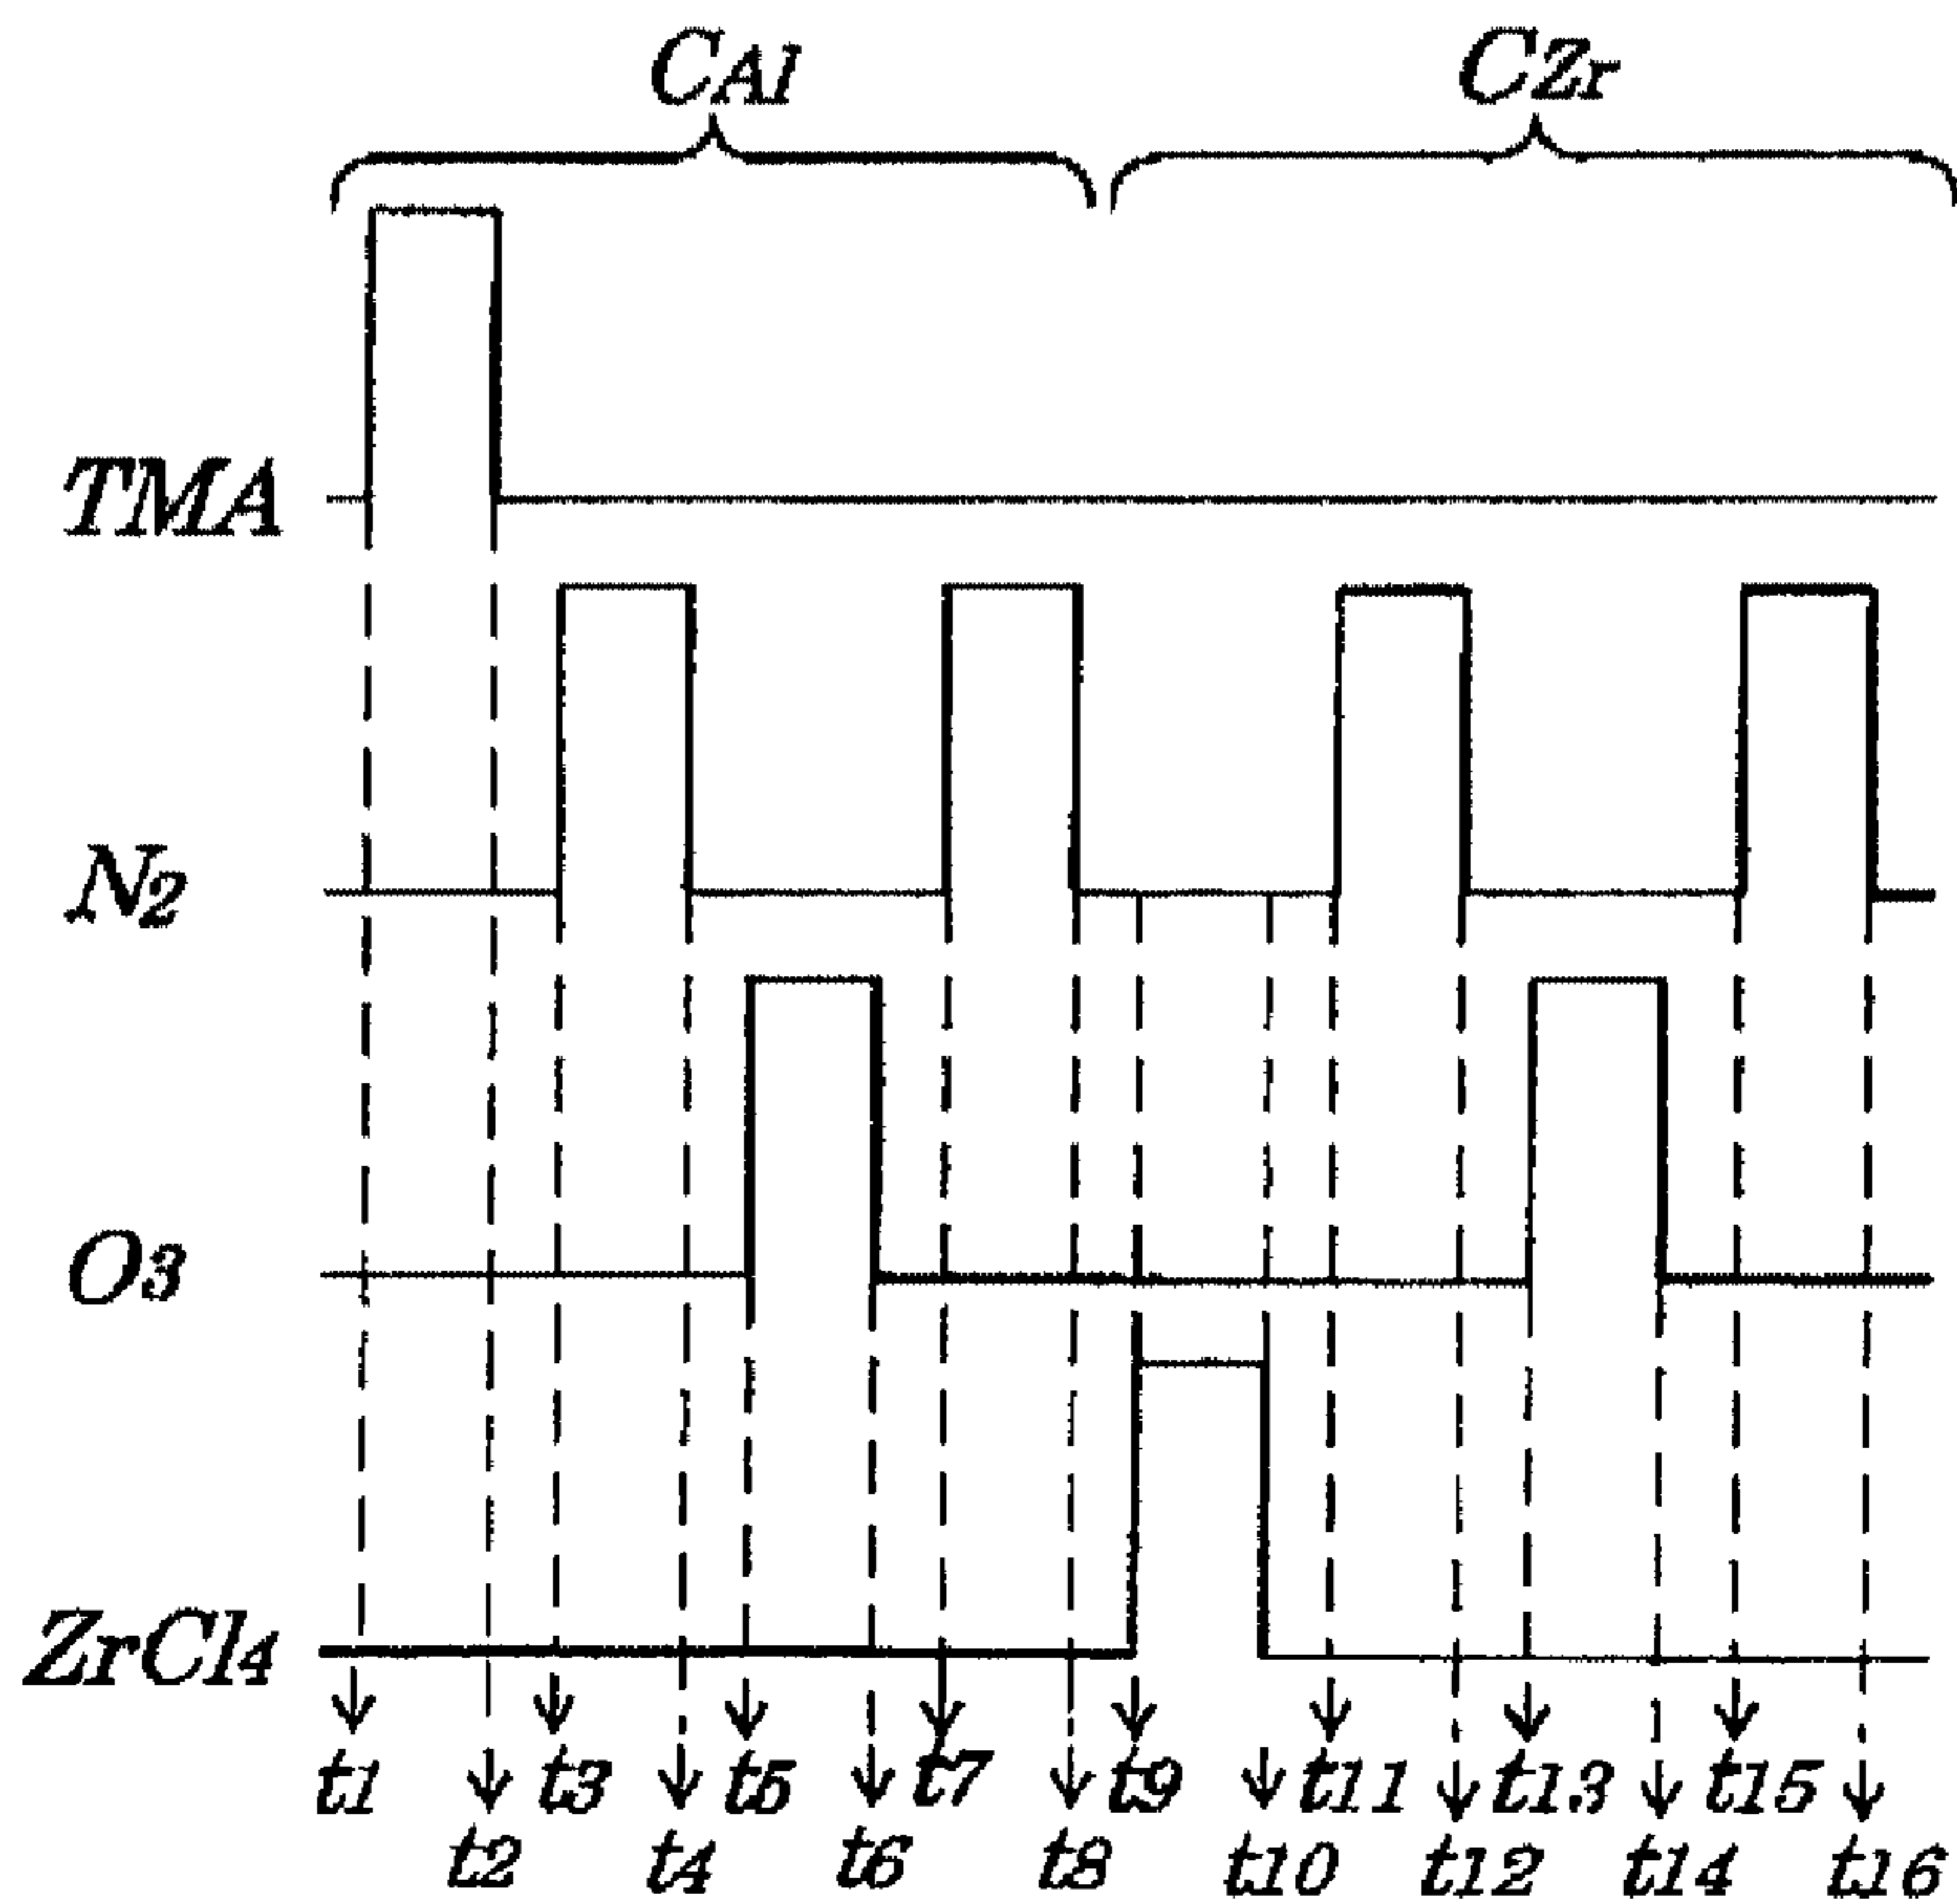 CAl CZr
TMA
N2
O3
ZrCl4
t1 t3 t5 t7 t9 t11 t13 t15
t2 t4 t6 t8 t10 t12 t14 t16